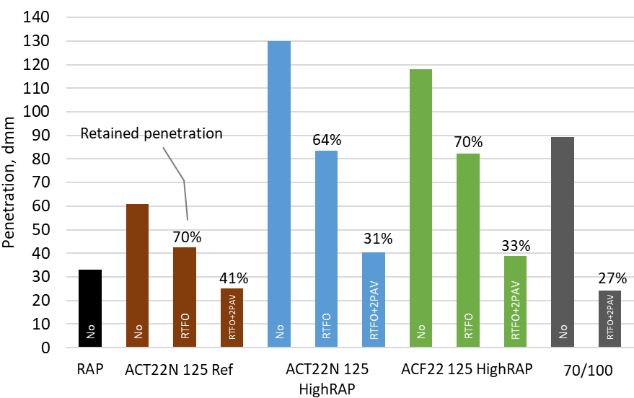 140
130
120
110
100
90
80
70
60
50
40
30
20
10
0
Penetration, dmm
Retained penetration
70%
41%
64%
31%
70%
33%
27%
No
No
RTFO
RTFO+2PAV
No
RTFO
RTFO+2PAV
No
RTFO
RTFO+2PAV
No
RTFO+2PAV
RAP
ACT22N 125 Ref
ACT22N 125
HighRAP
ACF22 125 HighRAP
70/100